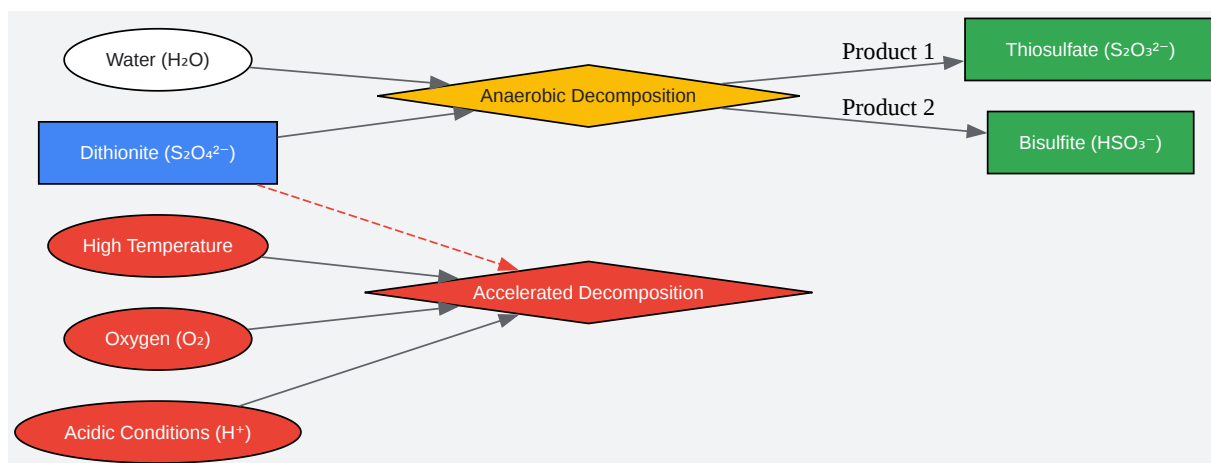 Water (H₂O)
Dithionite (S₂O₄²⁻)
Anaerobic Decomposition
Product 1
Thiosulfate (S₂O₃²⁻)
Product 2
Bisulfite (HSO₃⁻)
High Temperature
Oxygen (O₂)
Acidic Conditions (H⁺)
Accelerated Decomposition